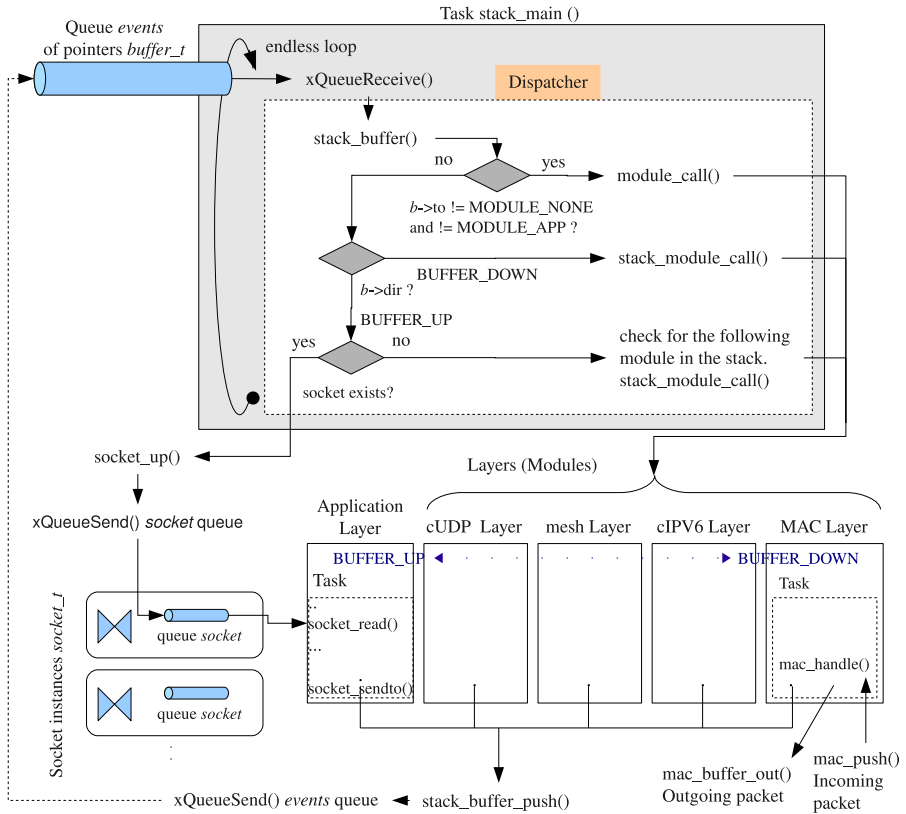 Task stack_main ()
Queue events
of pointers buffer_t
endless loop
xQueueReceive()
Dispatcher
stack_buffer()
no
yes
module_call()
b->to != MODULE_NONE
and != MODULE_APP ?
stack_module_call()
BUFFER_DOWN
b->dir ?
BUFFER_UP
yes
no
check for the following
module in the stack.
stack_module_call()
socket exists?
socket_up()
Layers (Modules)
xQueueSend() socket queue
Application
Layer
cUDP Layer
mesh Layer
cIPV6 Layer
MAC Layer
BUFFER_UP
BUFFER_DOWN
Task
Task
...
socket_read()
...
socket_sendto()
mac_handle()
Socket instances socket_t
queue socket
queue socket
mac_buffer_out()
Outgoing packet
mac_push()
Incoming
packet
xQueueSend() events queue
stack_buffer_push()